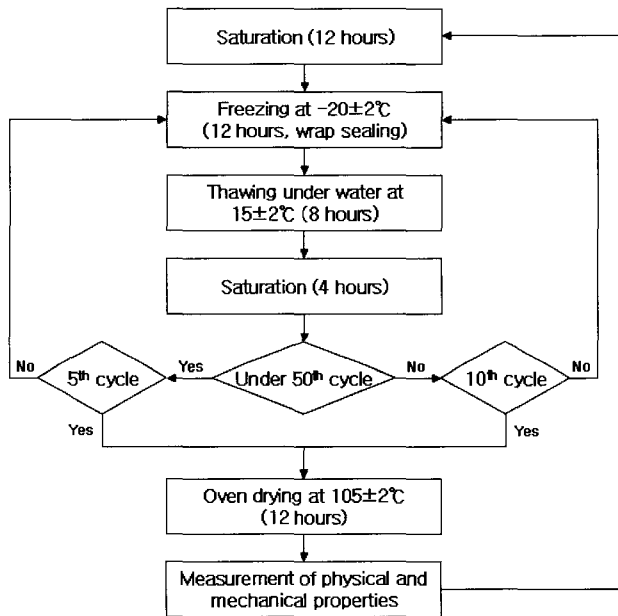 Saturation (12 hours)
Freezing at -20±2℃
(12 hours, wrap sealing)
Thawing under water at
15±2℃ (8 hours)
Saturation (4 hours)
No
5th cycle
Yes
Under 50th cycle
No
10th cycle
No
Yes
Yes
Oven drying at 105±2℃
(12 hours)
Measurement of physical and
mechanical properties